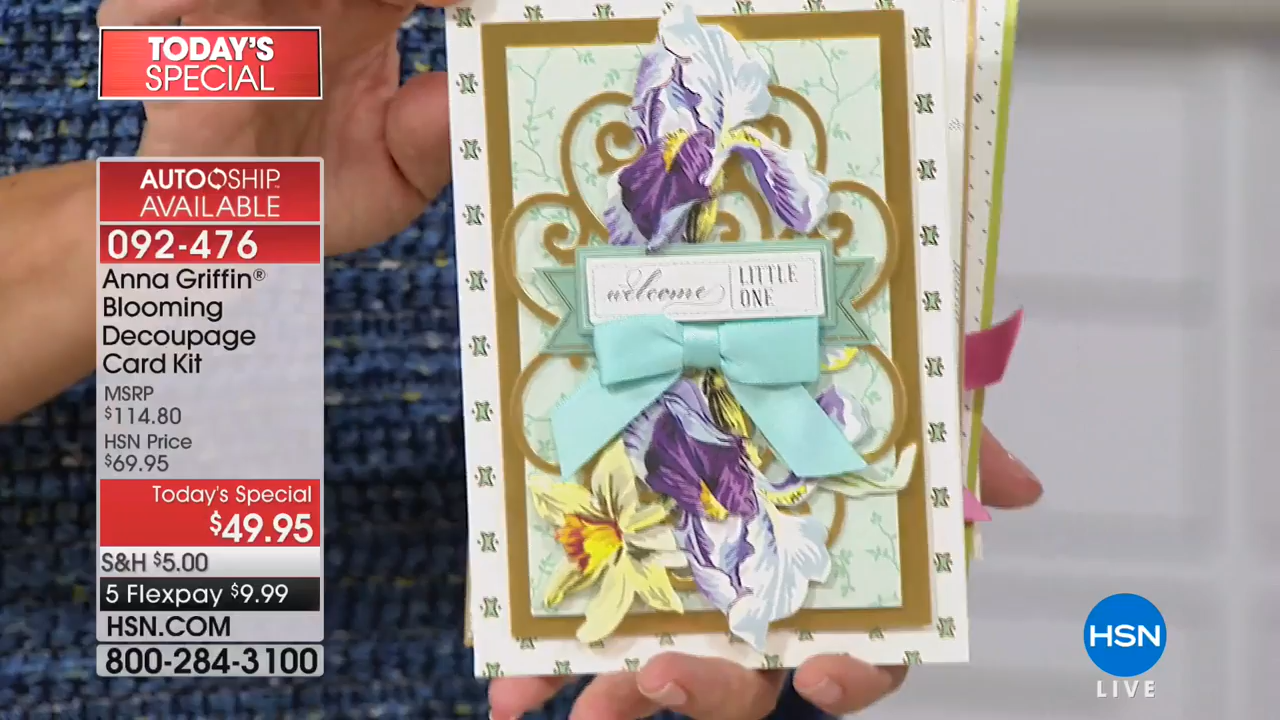 TODAY'S
SPECIAL
AUTOSHIP™
AVAILABLE
092-476
Anna Griffin®
Blooming
Decoupage
Card Kit
MSRP
$114.80
HSN Price
$69.95
Today's Special
$49.95
S&H $5.00
5 Flexpay $9.99
HSN.COM
800-284-3100
welcome LITTLE
ONE
HSN
LIVE